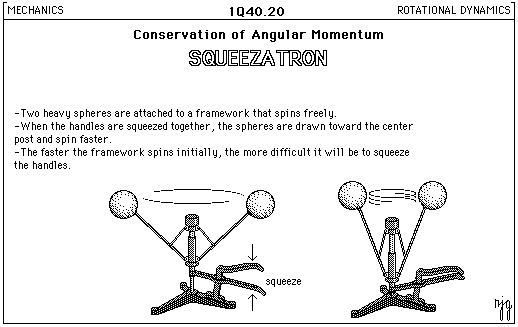 MECHANICS
1Q40.20
ROTATIONAL DYNAMICS
Conservation of Angular Momentum
SQUEEZATRON
-Two heavy spheres are attached to a framework that spins freely.
-When the handles are squeezed together, the spheres are drawn toward the center
post and spin faster.
-The faster the framework spins initially, the more difficult it will be to squeeze
the handles.
squeeze
njg